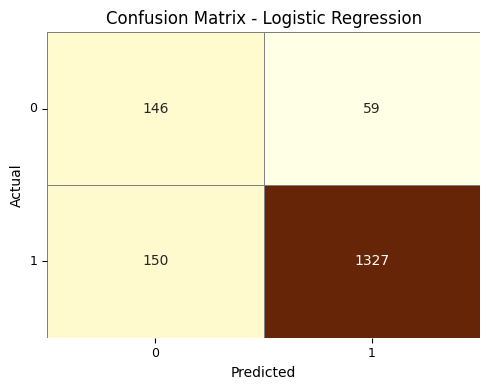 Confusion Matrix - Logistic Regression
Actual
0
146
59
1
150
1327
0
1
Predicted